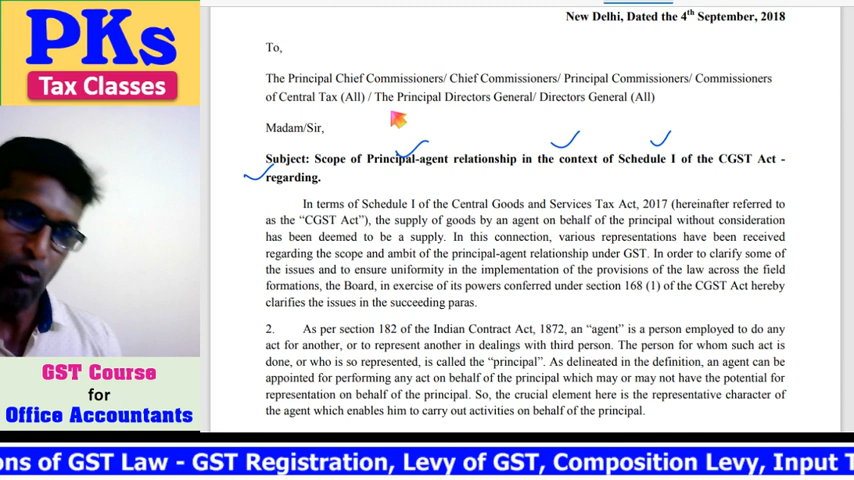 PKs
Tax Classes
GST Course
for
Office Accountants
New Delhi, Dated the 4th September, 2018
To,
The Principal Chief Commissioners/ Chief Commissioners/ Principal Commissioners/ Commissioners
of Central Tax (All) / The Principal Directors General/ Directors General (All)
Madam/Sir,
Subject: Scope of Principal-agent relationship in the context of Schedule I of the CGST Act -
regarding.
In terms of Schedule I of the Central Goods and Services Tax Act, 2017 (hereinafter referred to
as the “CGST Act”), the supply of goods by an agent on behalf of the principal without consideration
has been deemed to be a supply. In this connection, various representations have been received
regarding the scope and ambit of the principal-agent relationship under GST. In order to clarify some of
the issues and to ensure uniformity in the implementation of the provisions of the law across the field
formations, the Board, in exercise of its powers conferred under section 168 (1) of the CGST Act hereby
clarifies the issues in the succeeding paras.
2. As per section 182 of the Indian Contract Act, 1872, an “agent” is a person employed to do any
act for another, or to represent another in dealings with third person. The person for whom such act is
done, or who is so represented, is called the “principal”. As delineated in the definition, an agent can be
appointed for performing any act on behalf of the principal which may or may not have the potential for
representation on behalf of the principal. So, the crucial element here is the representative character of
the agent which enables him to carry out activities on behalf of the principal.
ons of GST Law - GST Registration, Levy of GST, Composition Levy, Input T